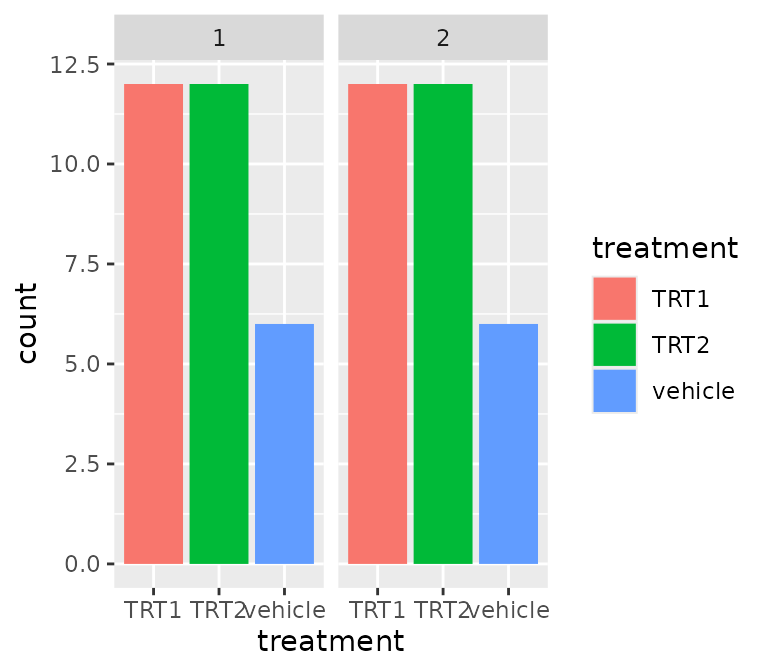 1 2
12.5
10.0
7.5
5.0
2.5
0.0
count
TRT1 TRT2 vehicle TRT1 TRT2 vehicle
treatment
treatment
TRT1
TRT2
vehicle